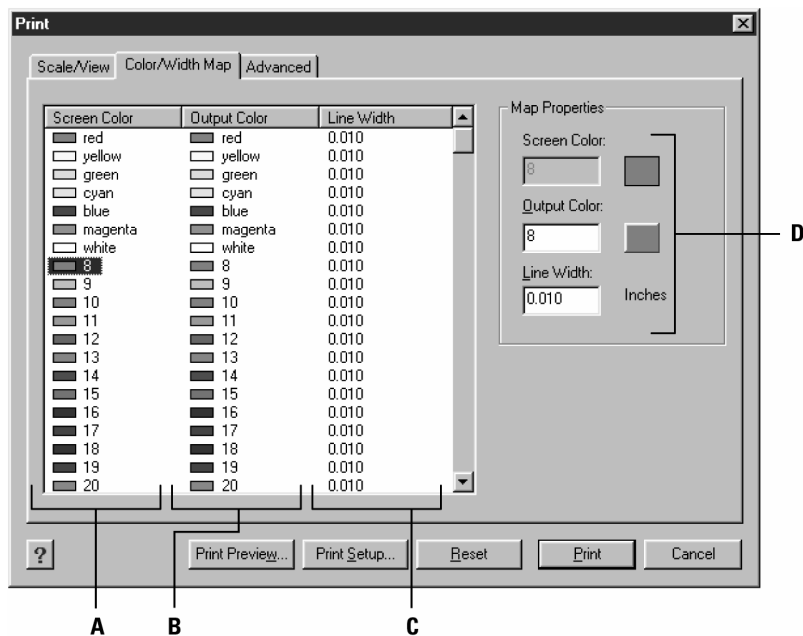 Print
Scale/View Color/Width Map Advanced
Screen Color Output Color Line Width
red red 0.010
yellow yellow 0.010
green green 0.010
cyan cyan 0.010
blue blue 0.010
magenta magenta 0.010
white white 0.010
8 8 0.010
9 9 0.010
10 10 0.010
11 11 0.010
12 12 0.010
13 13 0.010
14 14 0.010
15 15 0.010
16 16 0.010
17 17 0.010
18 18 0.010
19 19 0.010
20 20 0.010
Map Properties
Screen Color:
8
Output Color:
8
Line Width:
0.010 Inches
D
? Print Preview... Print Setup... Reset Print Cancel
A B C